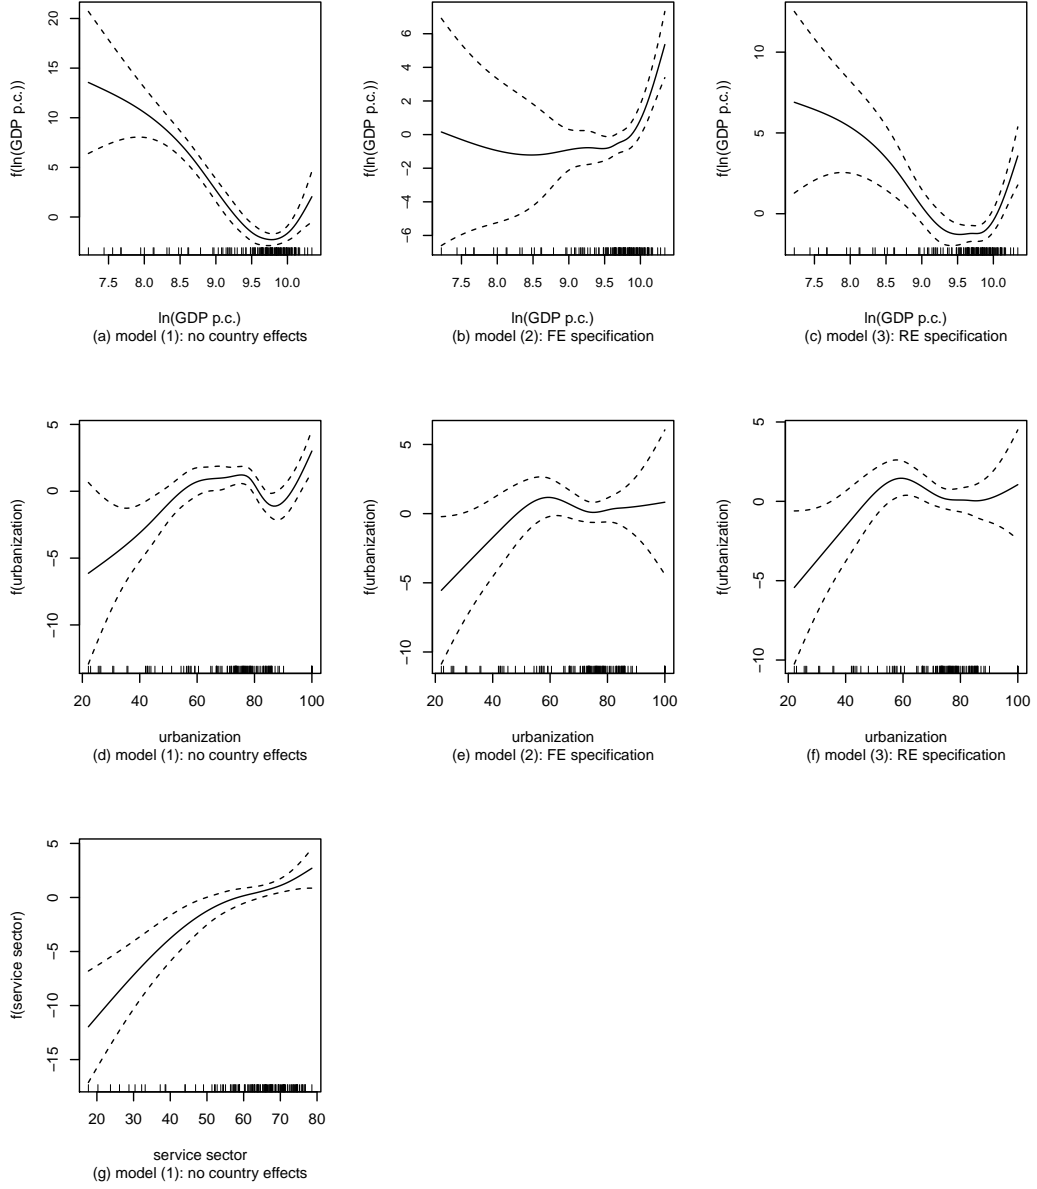 20
15
10
5
0
f(ln(GDP p.c.))
7.5 8.0 8.5 9.0 9.5 10.0
ln(GDP p.c.)
(a) model (1): no country effects
6
4
2
0
−2
−4
−6
f(ln(GDP p.c.))
7.5 8.0 8.5 9.0 9.5 10.0
ln(GDP p.c.)
(b) model (2): FE specification
10
5
0
f(ln(GDP p.c.))
7.5 8.0 8.5 9.0 9.5 10.0
ln(GDP p.c.)
(c) model (3): RE specification
5
0
−5
−10
f(urbanization)
20 40 60 80 100
urbanization
(d) model (1): no country effects
5
0
−5
−10
f(urbanization)
20 40 60 80 100
urbanization
(e) model (2): FE specification
5
0
−5
−10
f(urbanization)
20 40 60 80 100
urbanization
(f) model (3): RE specification
5
0
−5
−10
−15
f(service sector)
20 30 40 50 60 70 80
service sector
(g) model (1): no country effects